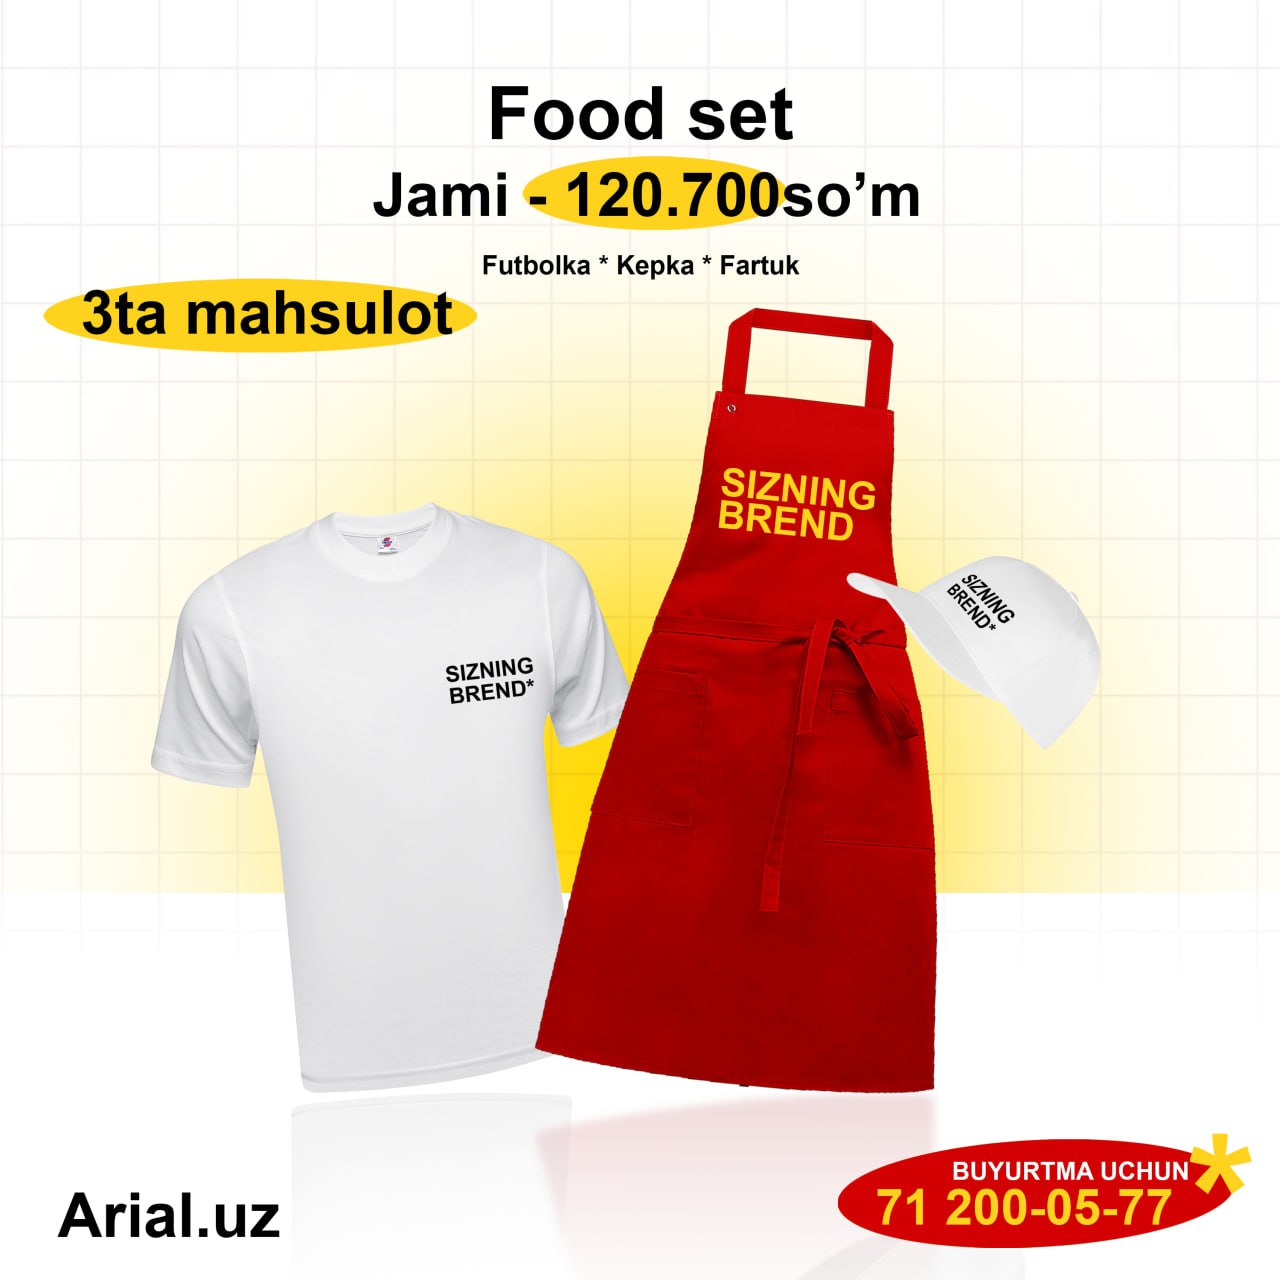 Food set
Jami - 120.700so’m
Futbolka * Kepka * Fartuk
3ta mahsulot
SIZNING
BREND
SIZNING
BREND*
SIZNING
BREND*
BUYURTMA UCHUN
71 200-05-77
Arial.uz